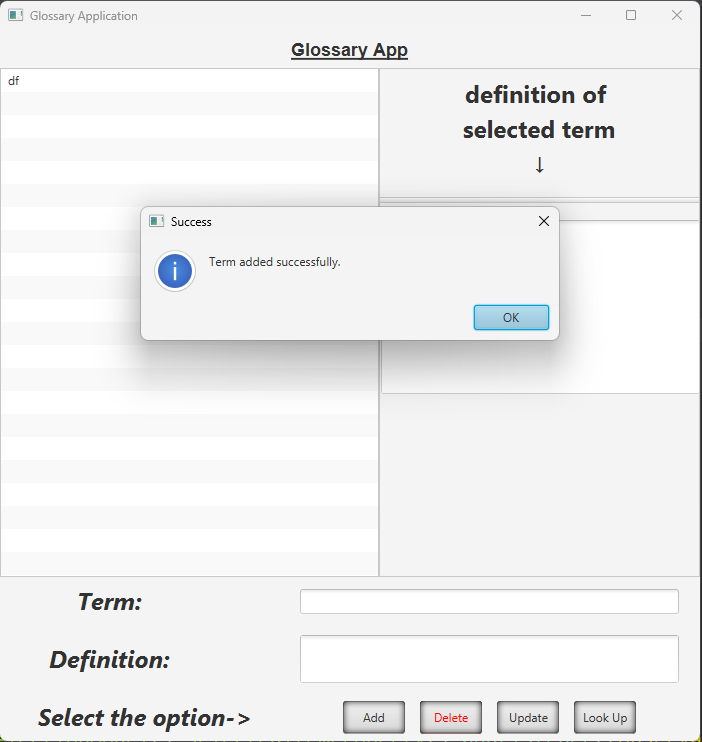 Glossary Application
Glossary App
df
definition of
selected term
↓
Success
i
Term added successfully.
OK
Term:
Definition:
Select the option->
Add
Delete
Update
Look Up